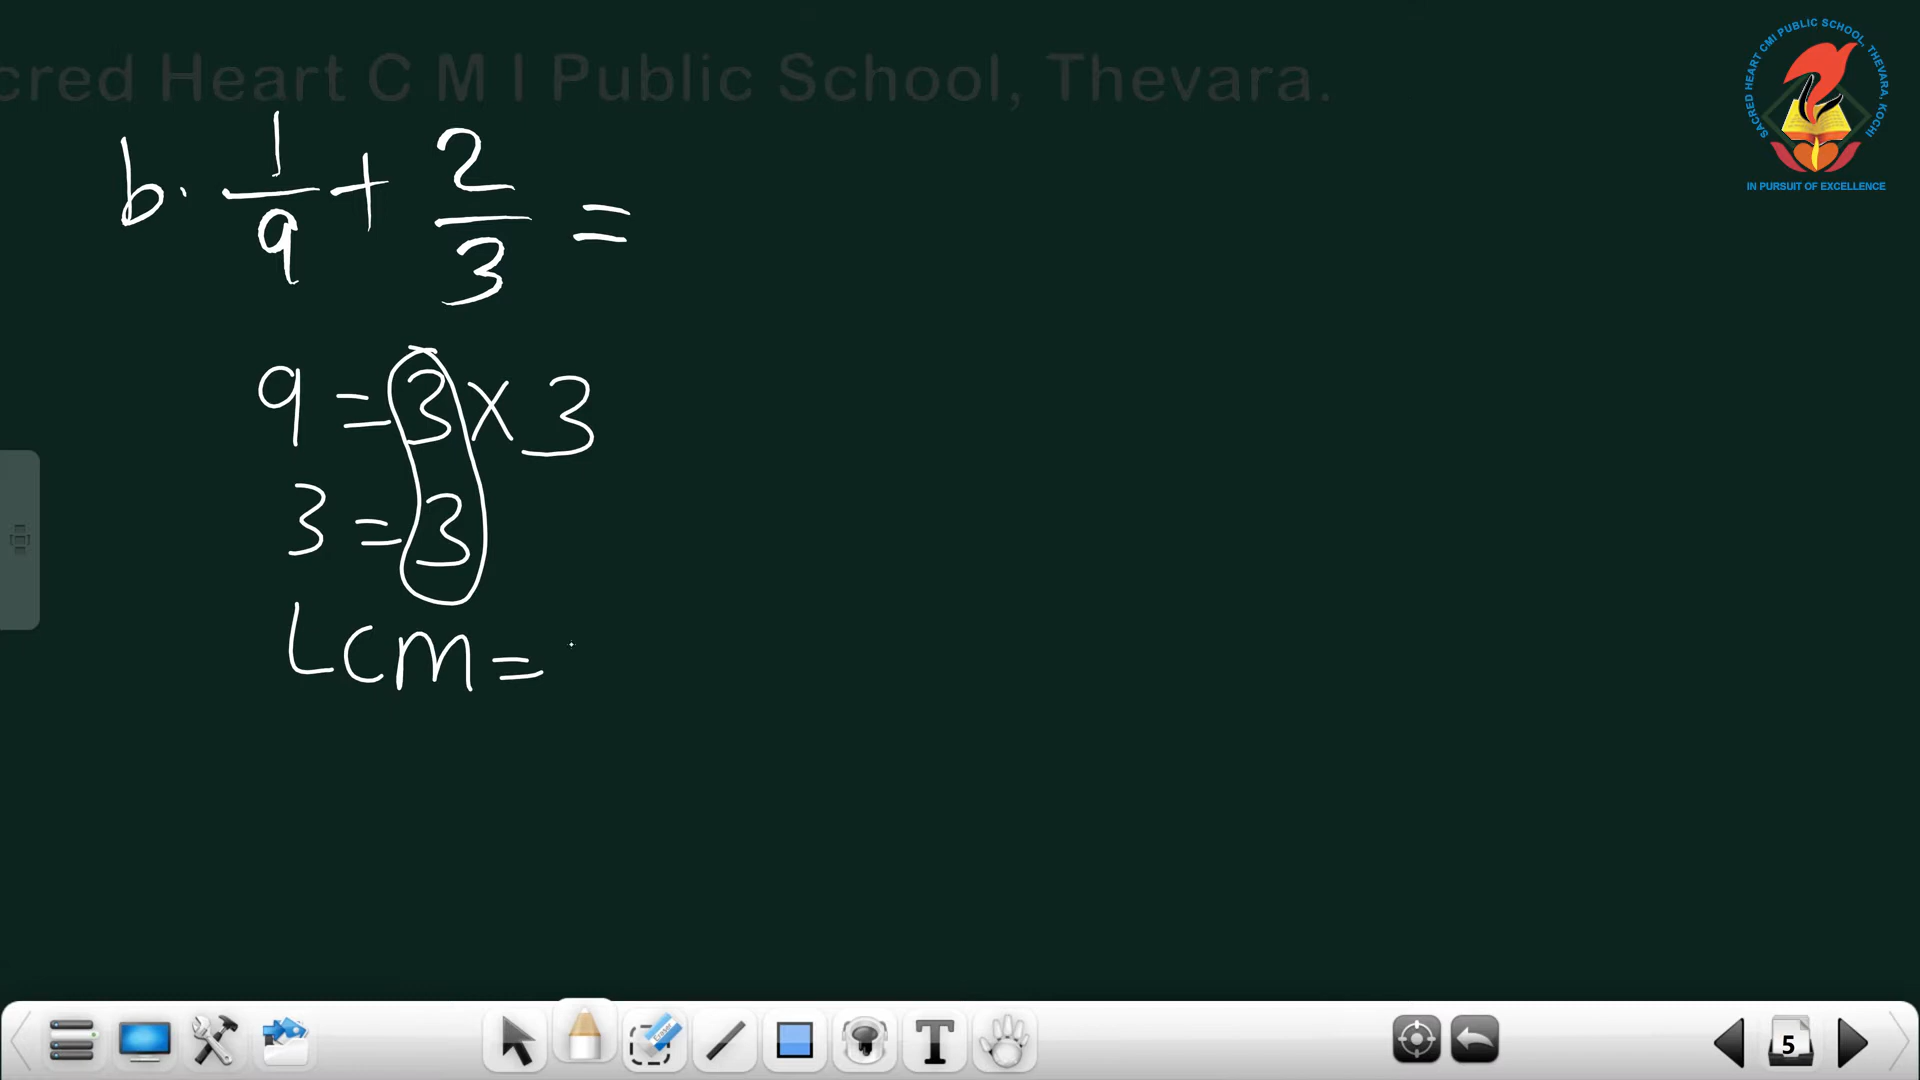 cred Heart C M I Public School, Thevara.
SACRED HEART CMI PUBLIC SCHOOL, THEVARA, KOCHI
IN PURSUIT OF EXCELLENCE
b. 1/9 + 2/3 =
9 = 3 × 3
3 = 3
LCM =
Eraser
T
5